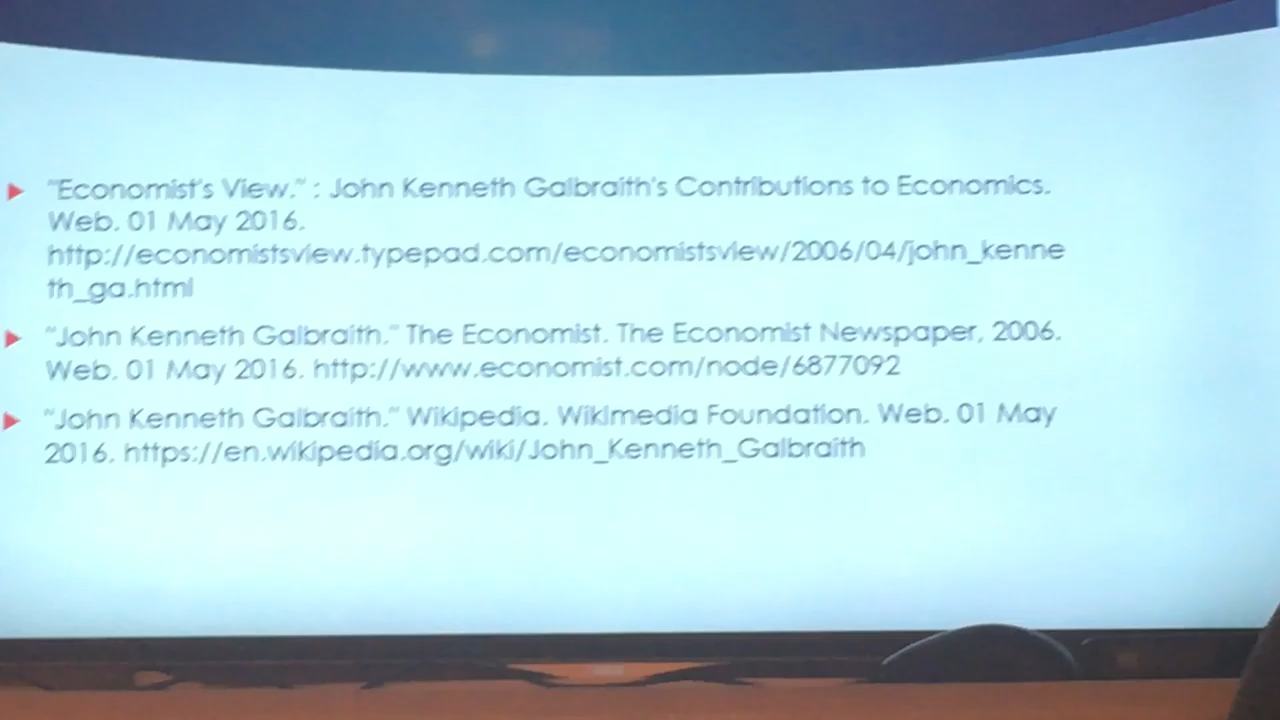 "Economist's View." : John Kenneth Galbraith's Contributions to Economics.
Web. 01 May 2016.
http://economistsview.typepad.com/economistsview/2006/04/john_kenne
th_ga.html
"John Kenneth Galbraith." The Economist. The Economist Newspaper, 2006.
Web. 01 May 2016. http://www.economist.com/node/6877092
"John Kenneth Galbraith." Wikipedia. Wikimedia Foundation. Web. 01 May
2016. https://en.wikipedia.org/wiki/John_Kenneth_Galbraith